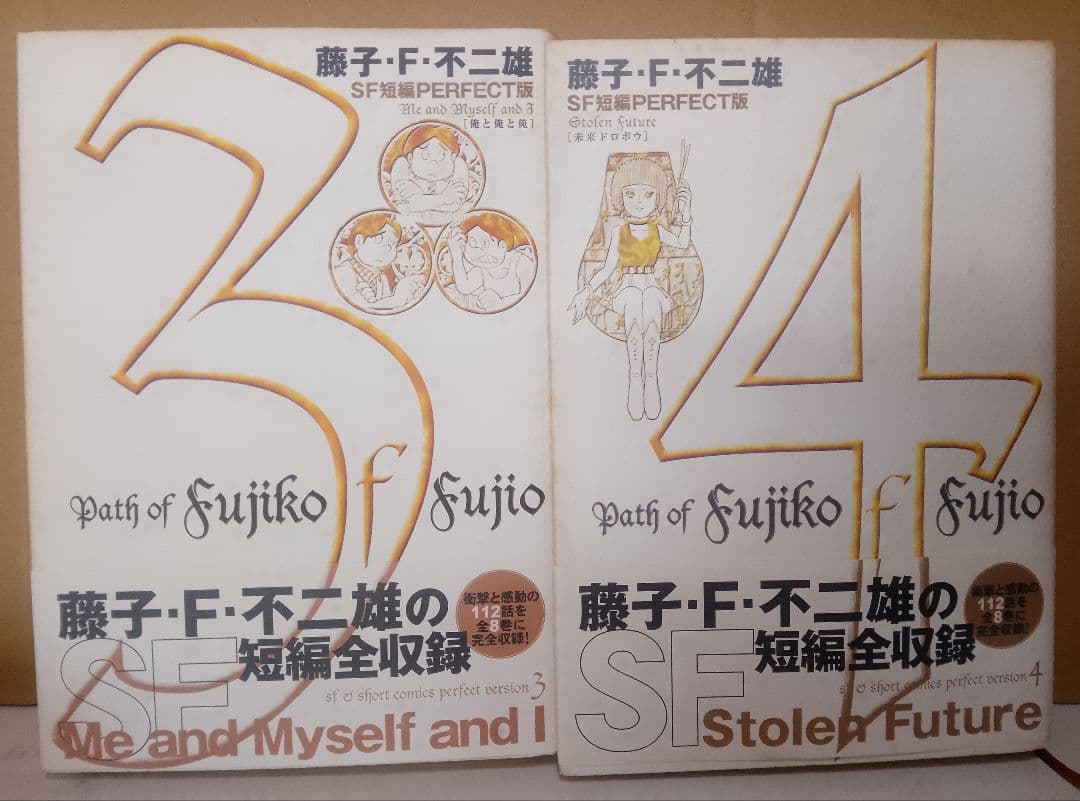 藤子・F・不二雄
SF短編PERFECT版
Me and Myself and I
[俺と俺と俺]
3
Path of Fujiko f Fujio
藤子・F・不二雄の
SF短編全収録
衝撃と感動の
112話を
全8巻に
完全収録!
sf & short comics perfect version 3
Me and Myself and I
藤子・F・不二雄
SF短編PERFECT版
Stolen Future
[未来ドロボウ]
4
Path of Fujiko f Fujio
藤子・F・不二雄の
SF短編全収録
衝撃と感動の
112話を
全8巻に
完全収録!
sf & short comics perfect version 4
Stolen Future